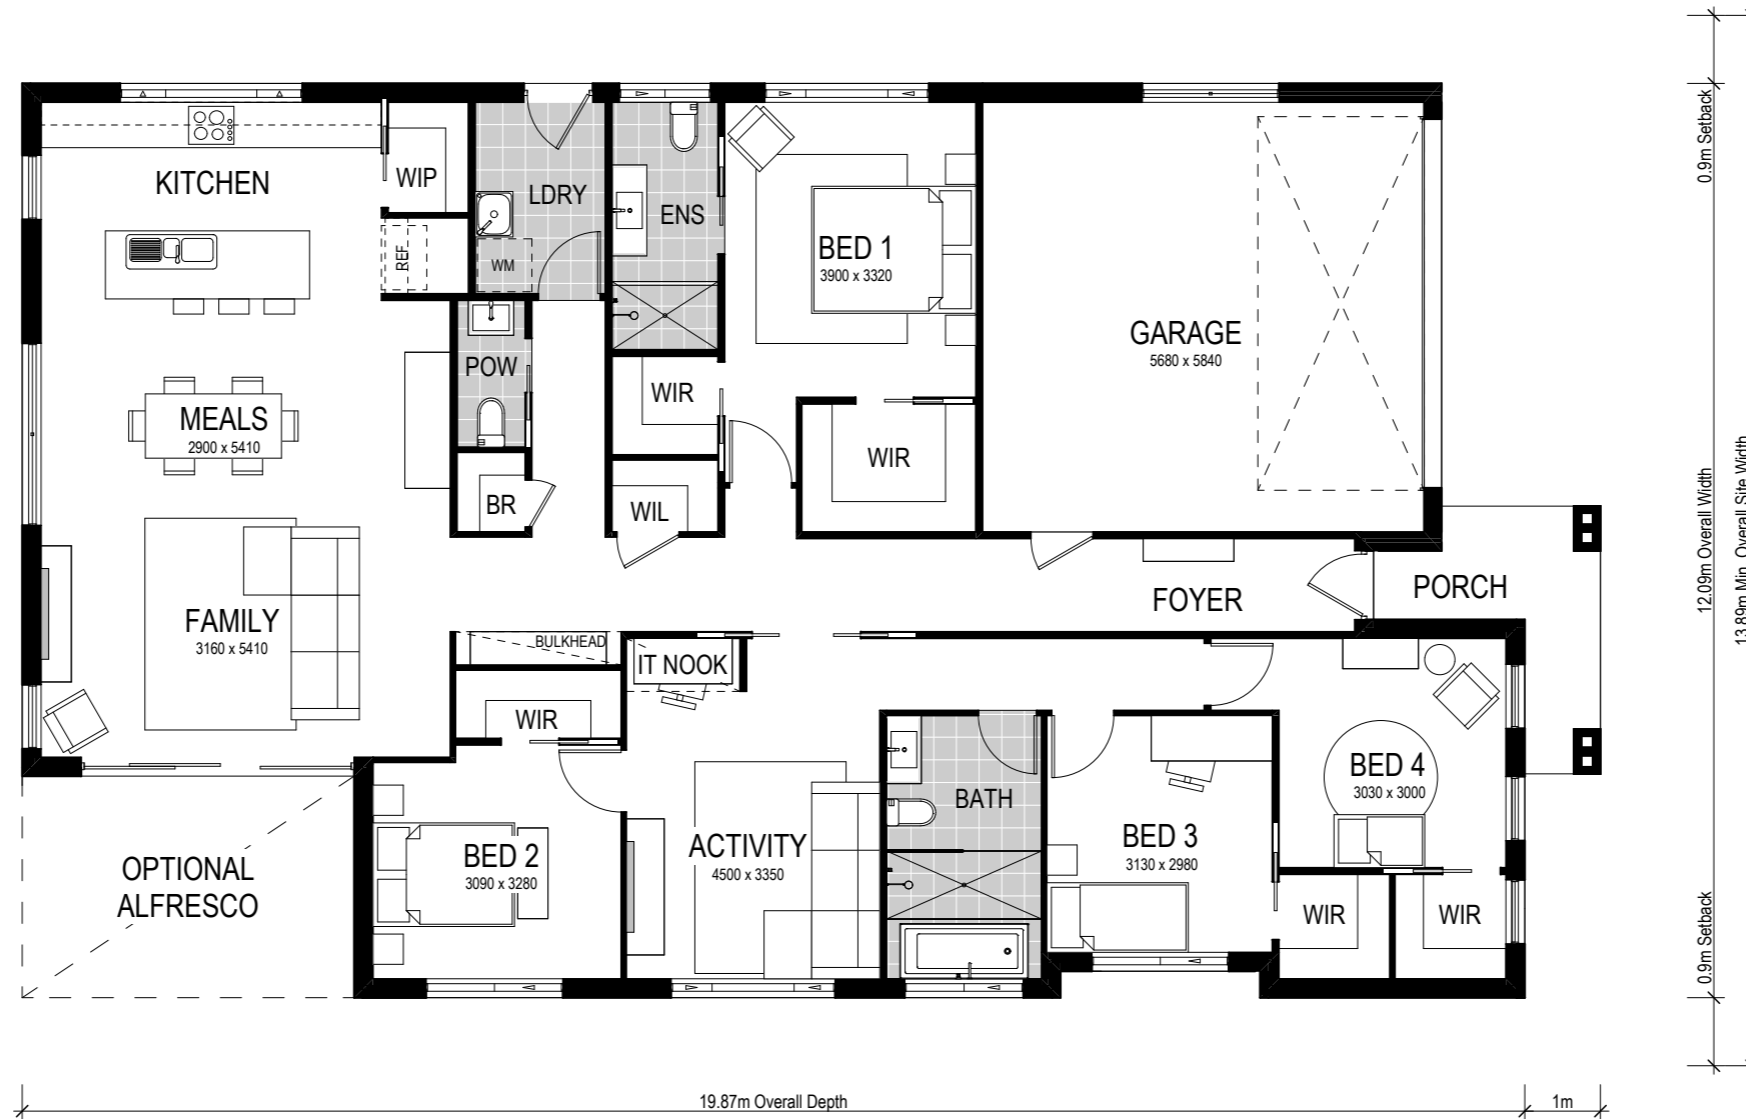 KITCHEN
WIP
REF
LDRY
WM
ENS
BED 1
3900 x 3320
GARAGE
5680 x 5840
POW
WIR
WIR
MEALS
2900 x 5410
BR
WIL
FAMILY
3160 x 5410
FOYER
PORCH
BULKHEAD
IT NOOK
WIR
BED 2
3090 x 3280
ACTIVITY
4500 x 3350
BATH
BED 3
3130 x 2980
BED 4
3030 x 3000
WIR
WIR
OPTIONAL
ALFRESCO
0.9m Setback
12.09m Overall Width
13.89m Min. Overall Site Width
0.9m Setback
19.87m Overall Depth
1m